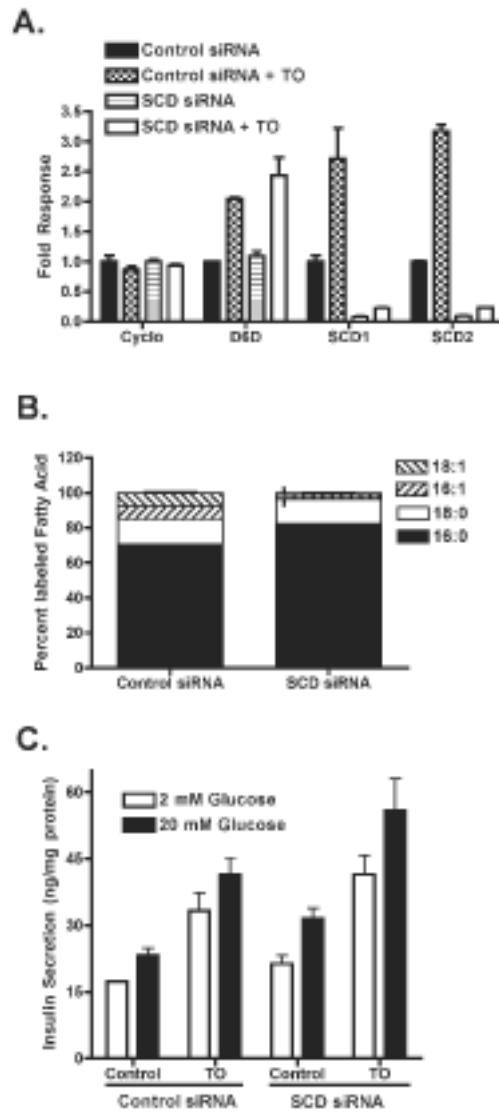 A.
Control siRNA
Control siRNA + TO
SCD siRNA
SCD siRNA + TO
Fold Response
3.5
3.0
2.5
2.0
1.5
1.0
0.5
0.0
Cyclo D6D SCD1 SCD2
B.
Percent labeled Fatty Acid
120
100
80
60
40
20
0
18:1
16:1
18:0
16:0
Control siRNA SCD siRNA
C.
Insulin Secretion (ng/mg protein)
60
45
30
15
0
2 mM Glucose
20 mM Glucose
Control TO Control TO
Control siRNA SCD siRNA